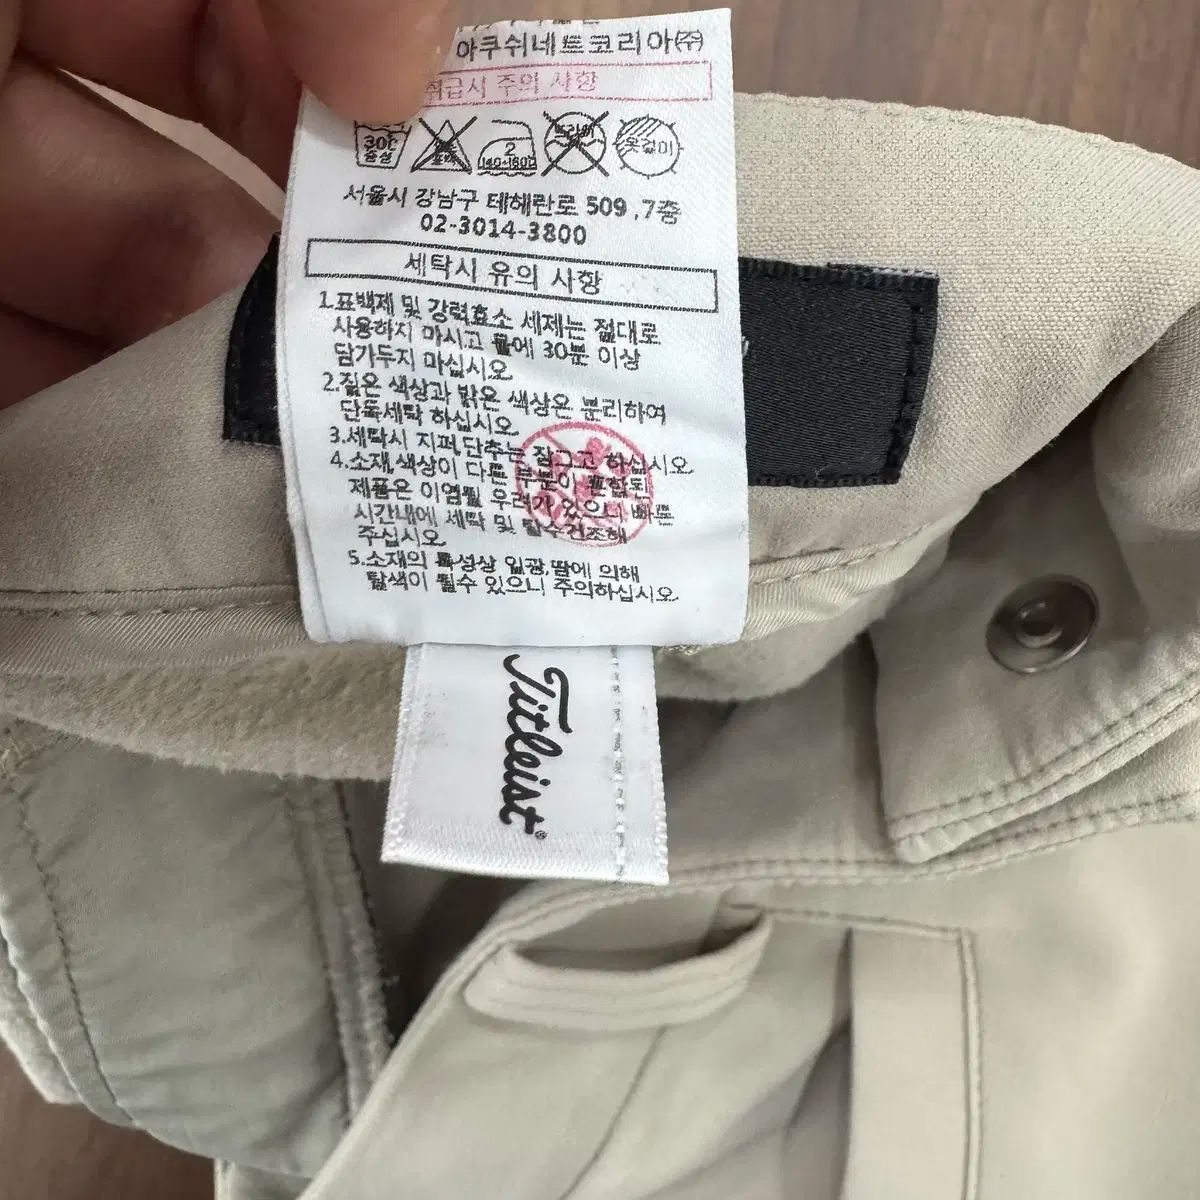 아쿠쉬네트코리아(주)
취급시 주의 사항
30℃ 중성
2
140~160℃
드라이
옷걸이
서울시 강남구 테헤란로 509 ,7층
02-3014-3800
세탁시 유의 사항
1.표백제 및 강력효소 세제는 절대로
사용하지 마시고 물에 30분 이상
담가두지 마십시오.
2.짙은 색상과 밝은 색상은 분리하여
단독세탁 하십시오.
3.세탁시 지퍼,단추는 잠그고 하십시오.
4.소재,색상이 다른 부분이 혼합된
제품은 이염될 우려가 있으니 빠른
시간내에 세탁 및 탈수건조해
주십시오.
5.소재의 특성상 일광,땀에 의해
탈색이 될수 있으니 주의하십시오.
Titleist®